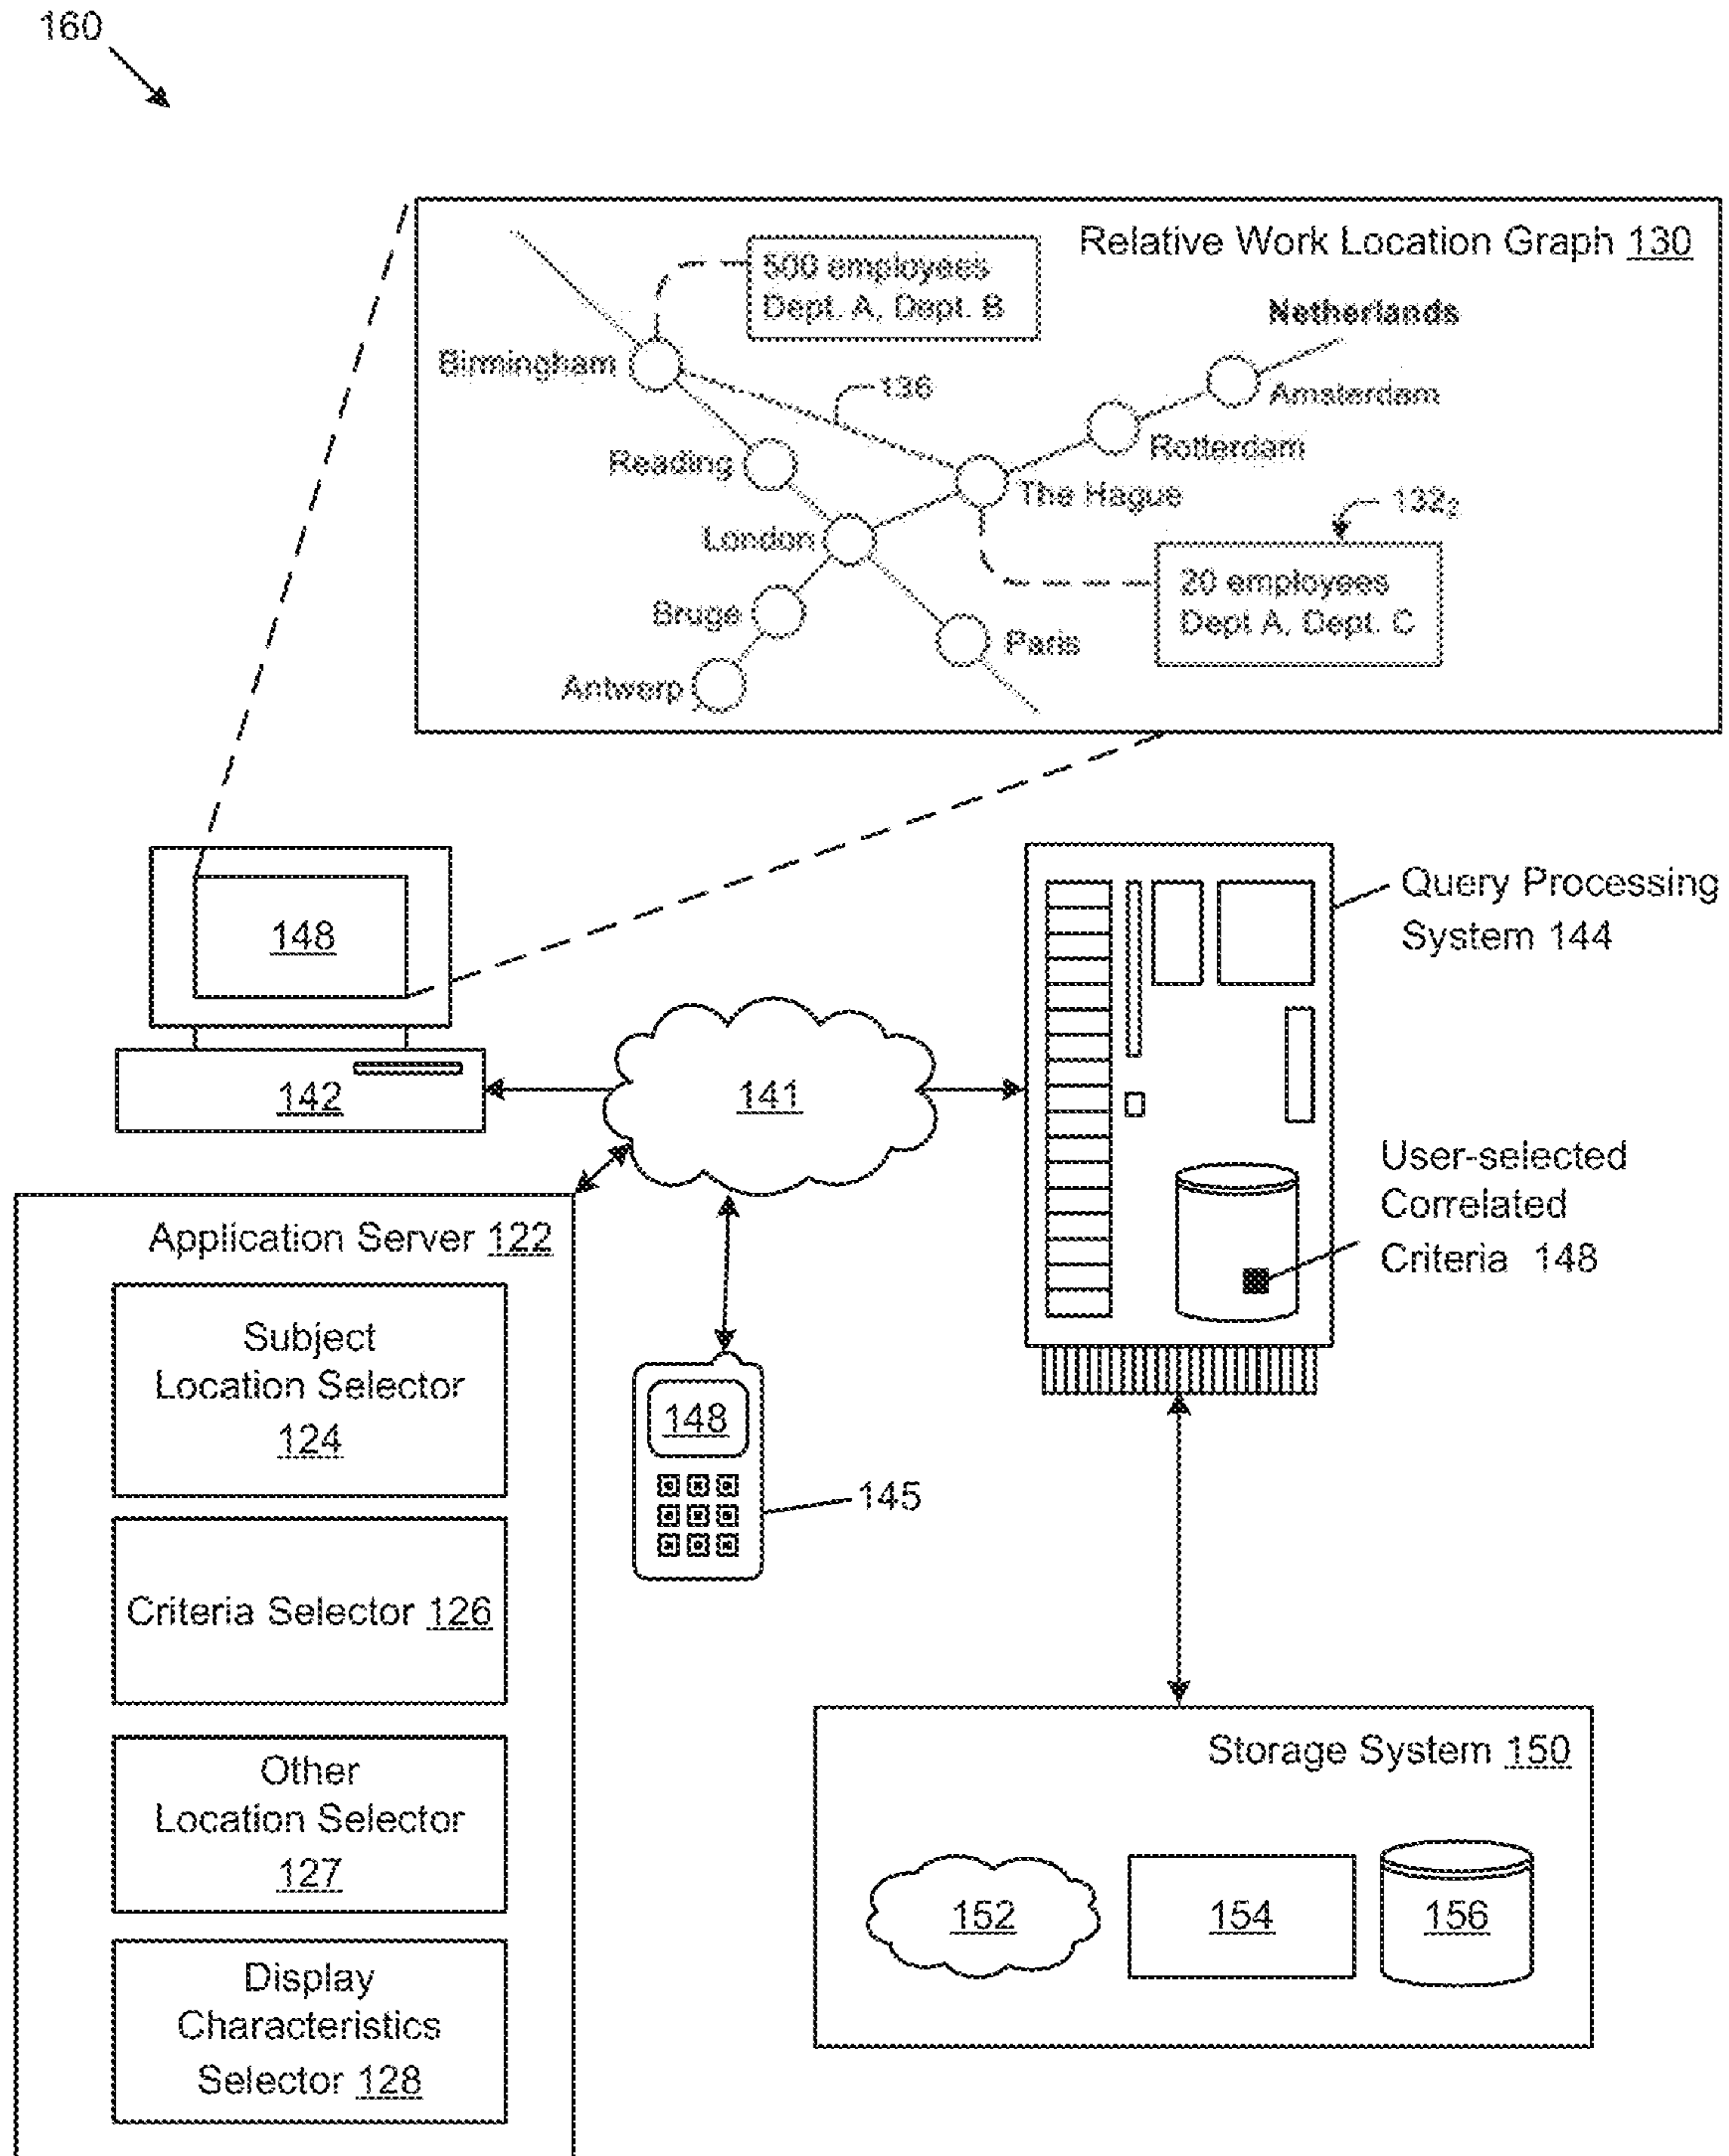 160
Relative Work Location Graph 130
500 employees
Dept. A, Dept. B
Netherlands
Birmingham
136
Amsterdam
Rotterdam
Reading
The Hague
132₂
London
20 employees
Dept A, Dept. C
Bruge
Paris
Antwerp
148
Query Processing
System 144
142
141
User-selected
Correlated
Criteria 148
Application Server 122
Subject
Location Selector
124
148
145
Criteria Selector 126
Other
Location Selector
127
Display
Characteristics
Selector 128
Storage System 150
152
154
156